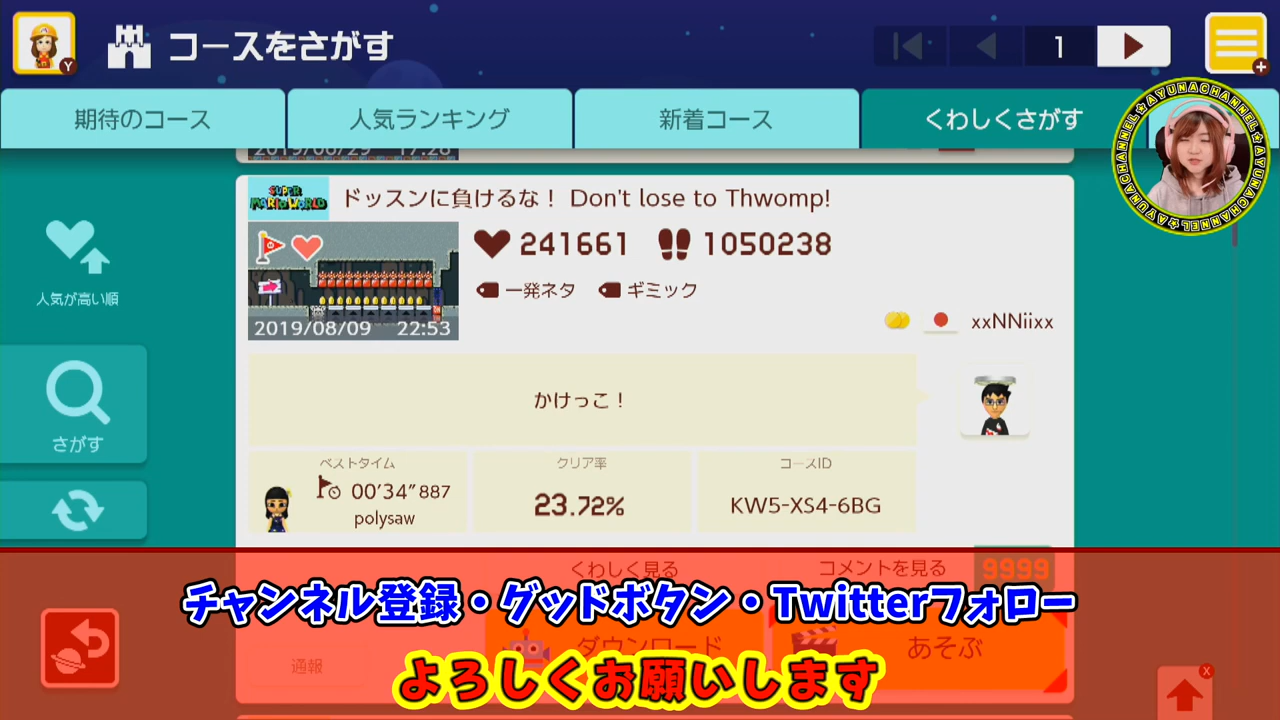 コースをさがす
1
Y
+
期待のコース
人気ランキング
新着コース
くわしくさがす
AYUNACHANNEL★AYUNACHANNEL★AYUNACHANNEL★
SUPER MARIO WORLD
ドッスンに負けるな! Don't lose to Thwomp!
241661
1050238
一発ネタ
ギミック
2019/08/09 22:53
xxNNiixx
人気が高い順
かけっこ!
さがす
ベストタイム
クリア率
コースID
00'34"887
polysaw
23.72%
KW5-XS4-6BG
くわしく見る
コメントを見る
9999
チャンネル登録・グッドボタン・Twitterフォロー
ダウンロード
あそぶ
通報
よろしくお願いします
X